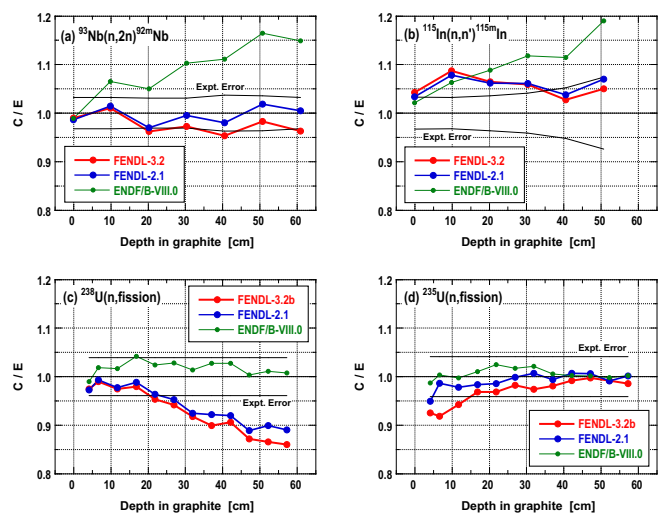 (a) ⁹³Nb(n,2n)⁹²ᵐNb
1.2
1.1
1.0
0.9
0.8
C / E
Expt. Error
FENDL-3.2
FENDL-2.1
ENDF/B-VIII.0
0 10 20 30 40 50 60
Depth in graphite [cm]
(b) ¹¹⁵In(n,n')¹¹⁵ᵐIn
1.2
1.1
1.0
0.9
0.8
C / E
Expt. Error
FENDL-3.2
FENDL-2.1
ENDF/B-VIII.0
0 10 20 30 40 50 60
Depth in graphite [cm]
(c) ²³⁸U(n,fission)
1.2
1.1
1.0
0.9
0.8
C / E
FENDL-3.2b
FENDL-2.1
ENDF/B-VIII.0
Expt. Error
0 10 20 30 40 50 60
Depth in graphite [cm]
(d) ²³⁵U(n,fission)
1.2
1.1
1.0
0.9
0.8
C / E
Expt. Error
FENDL-3.2b
FENDL-2.1
ENDF/B-VIII.0
0 10 20 30 40 50 60
Depth in graphite [cm]